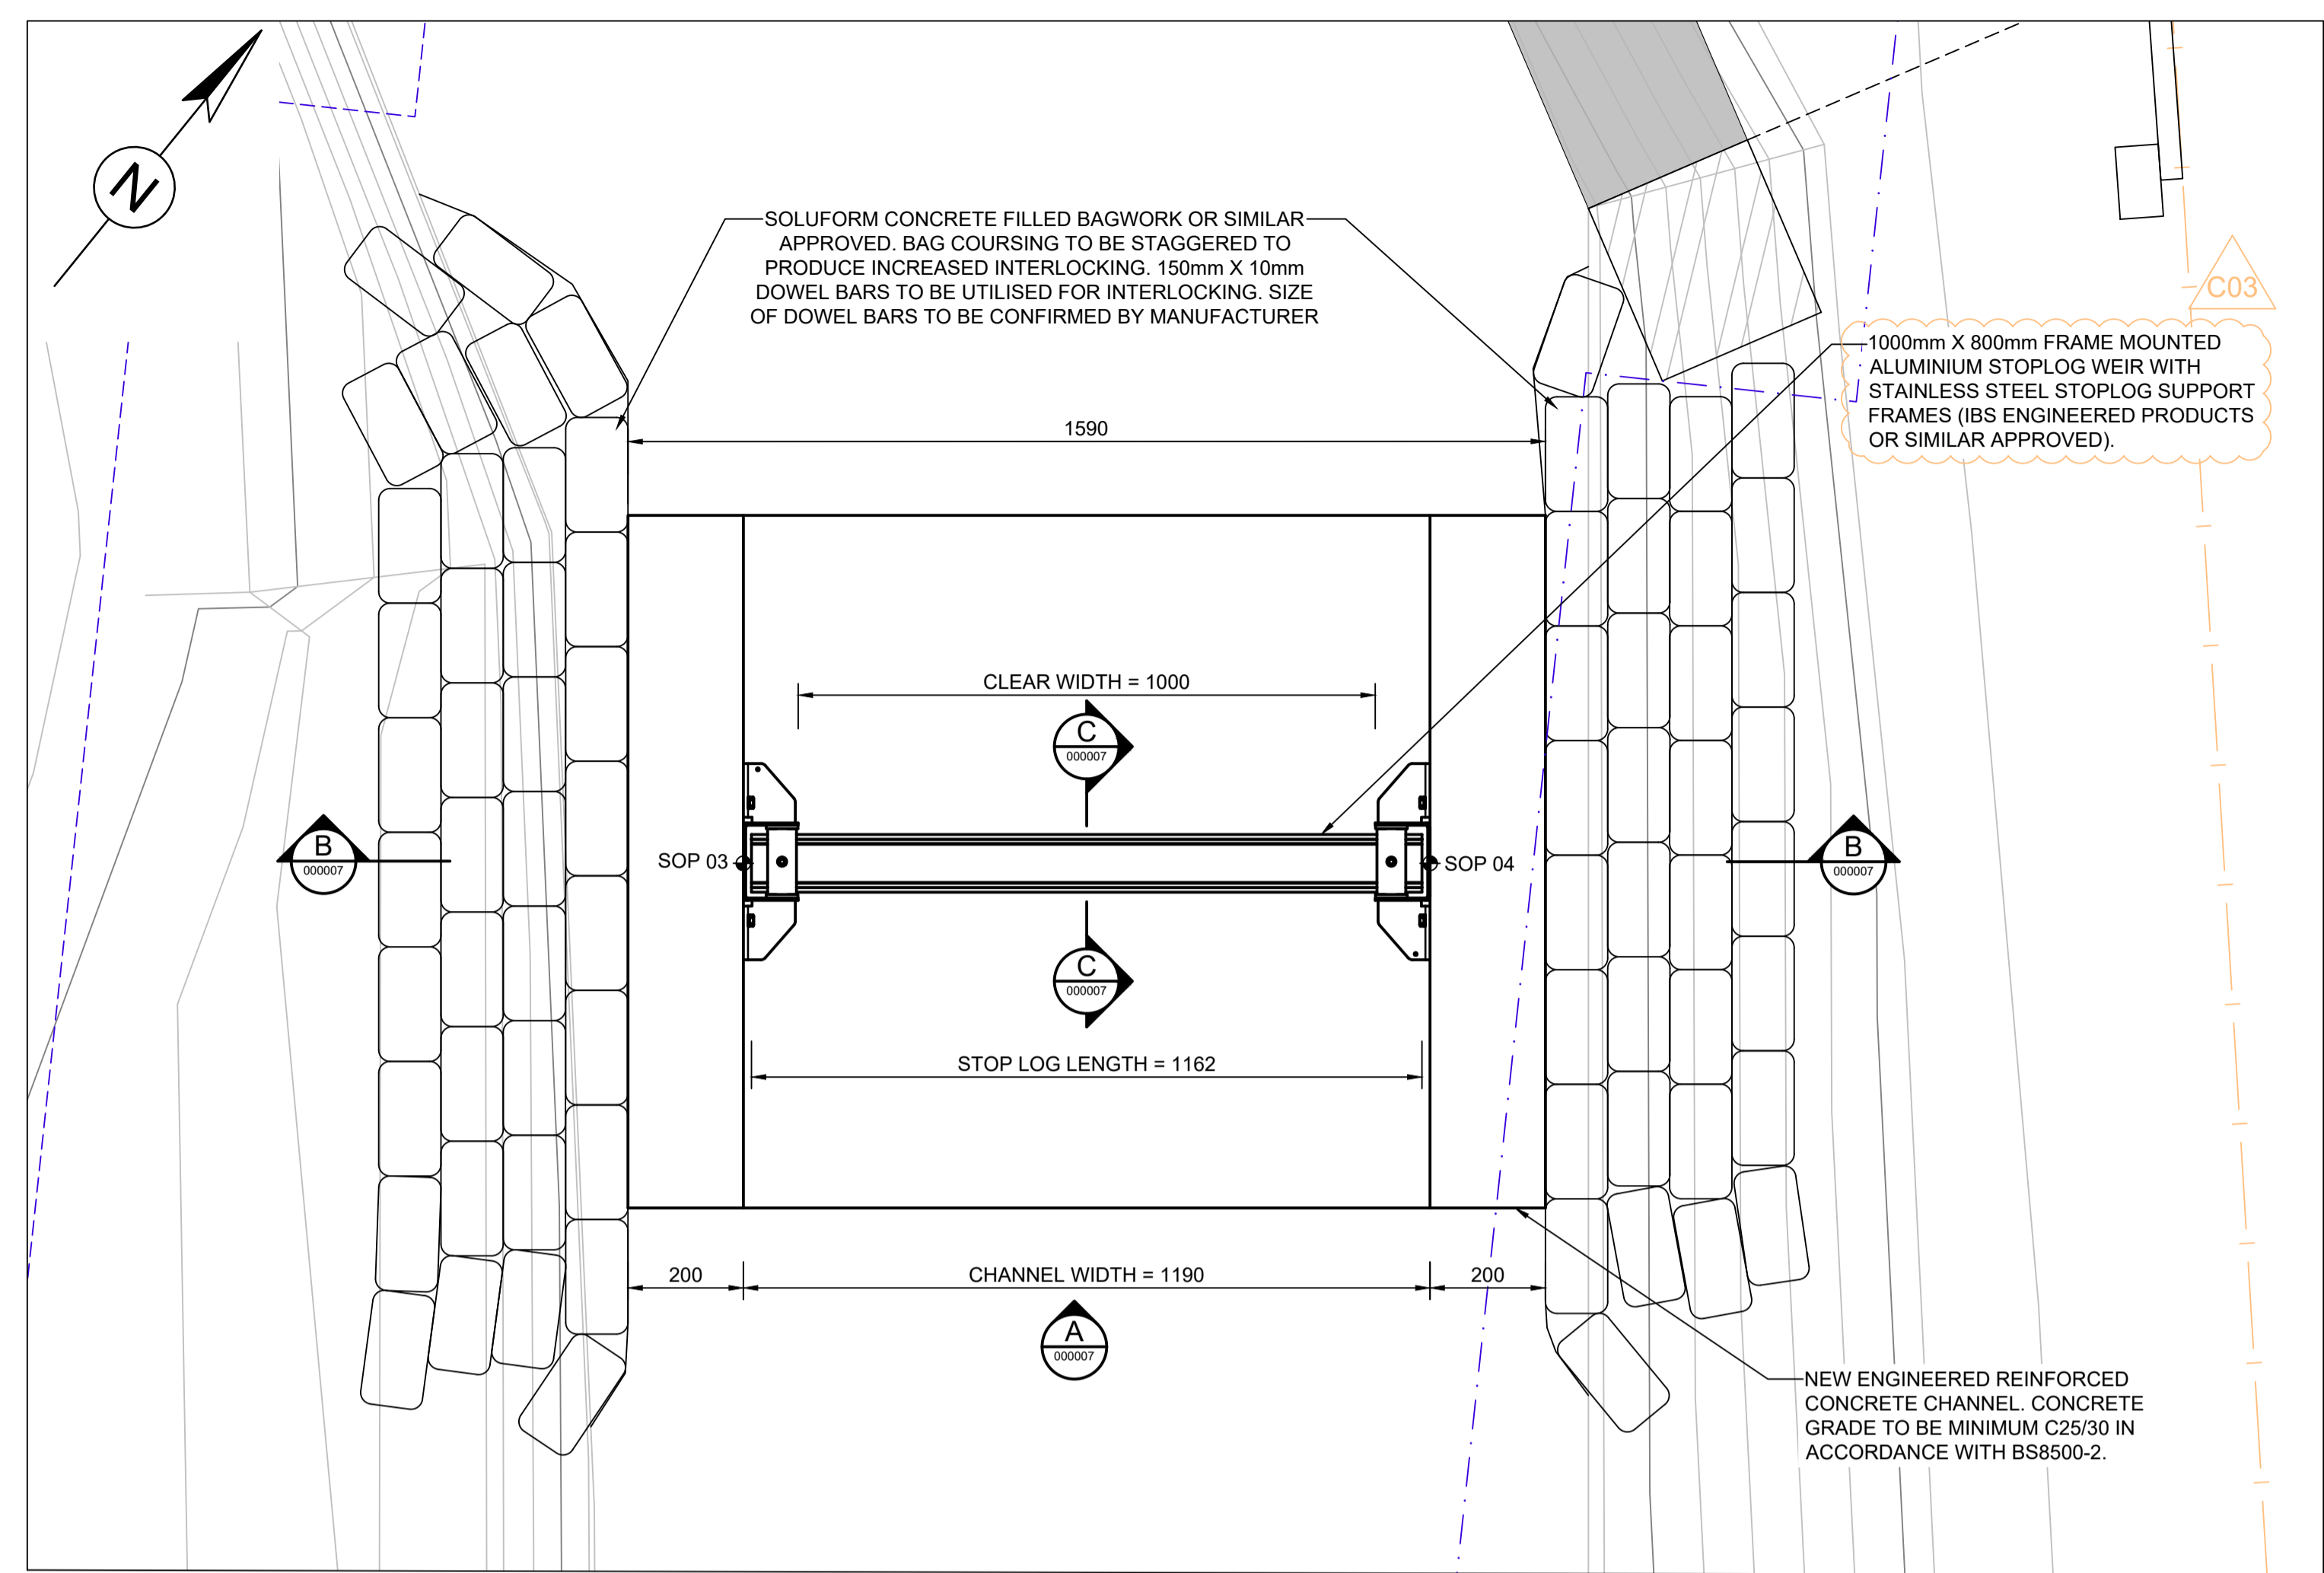 N
SOLUFORM CONCRETE FILLED BAGWORK OR SIMILAR
APPROVED. BAG COURSING TO BE STAGGERED TO
PRODUCE INCREASED INTERLOCKING. 150mm X 10mm
DOWEL BARS TO BE UTILISED FOR INTERLOCKING. SIZE
OF DOWEL BARS TO BE CONFIRMED BY MANUFACTURER
C03
1000mm X 800mm FRAME MOUNTED
ALUMINIUM STOPLOG WEIR WITH
STAINLESS STEEL STOPLOG SUPPORT
FRAMES (IBS ENGINEERED PRODUCTS
OR SIMILAR APPROVED).
1590
CLEAR WIDTH = 1000
C
000007
B
000007
SOP 03
SOP 04
B
000007
C
000007
STOP LOG LENGTH = 1162
200
CHANNEL WIDTH = 1190
200
A
000007
NEW ENGINEERED REINFORCED
CONCRETE CHANNEL. CONCRETE
GRADE TO BE MINIMUM C25/30 IN
ACCORDANCE WITH BS8500-2.